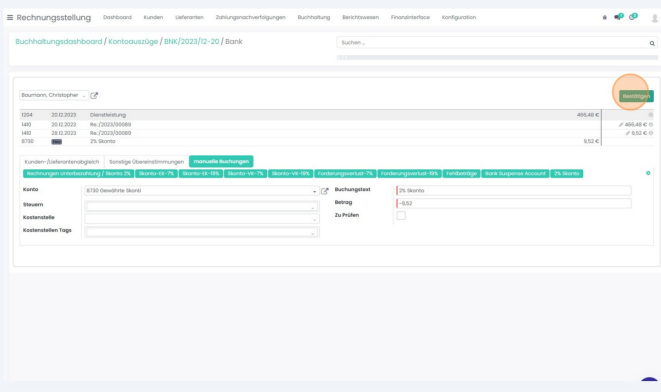 Rechnungsstellung Dashboard Kunden Lieferanten Zahlungsnachverfolgungen Buchhaltung Berichtswesen Finanzinterface Konfiguration
Buchhaltungsdashboard / Kontoauszüge / BNK/2023/12-20 / Bank
Suchen ...
Baumann, Christopher
Bestätigen
1204 20.12.2023 Dienstleistung 466,48 €
1410 20.12.2023 Re./2023/00089 466,48 €
1410 28.12.2023 Re./2023/00089 9,52 €
8730 Neu 2% Skonto 9,52 €
Kunden-/Lieferantenabgleich Sonstige Übereinstimmungen manuelle Buchungen
Rechnungen Unterbezahlung / Skonto 2% Skonto-EK-7% Skonto-EK-19% Skonto-VK-7% Skonto-VK-19% Forderungsverlust-7% Forderungsverlust-19% Fehlbeträge Bank Suspense Account 2% Skonto
Konto 8730 Gewährte Skonti Buchungstext 2% Skonto
Steuern Betrag -9,52
Kostenstelle Zu Prüfen
Kostenstellen Tags